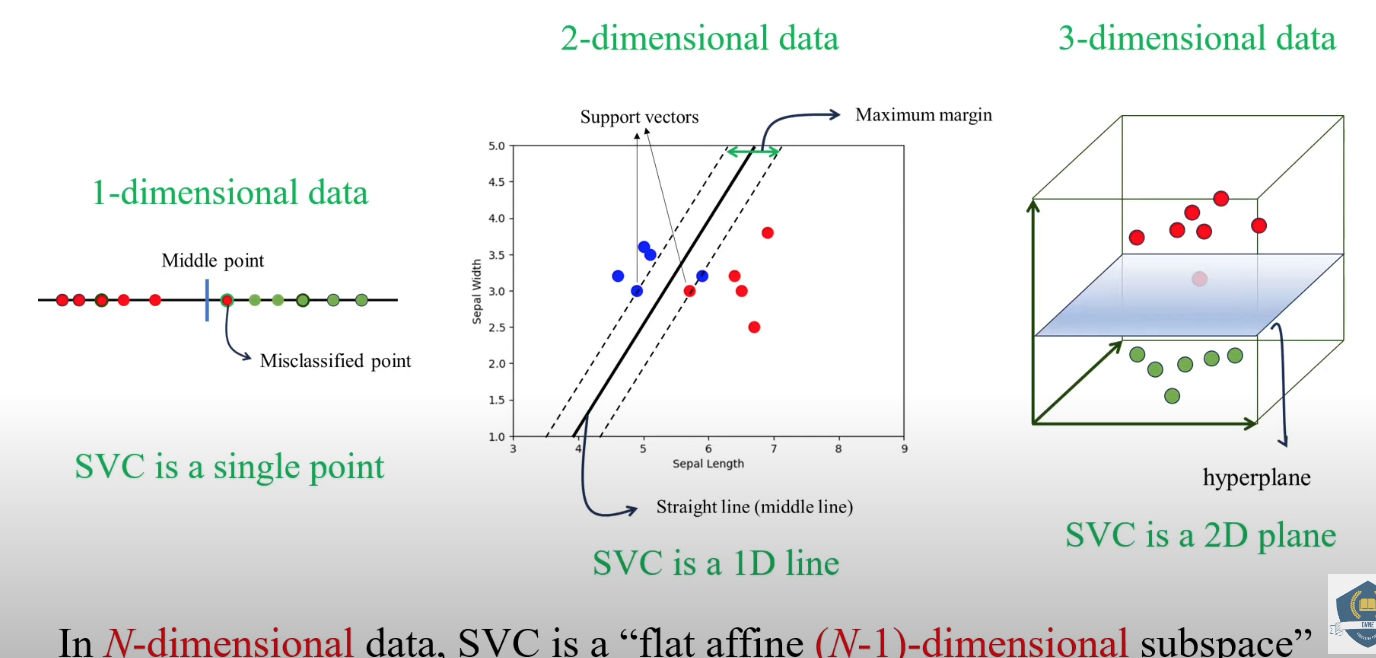 2-dimensional data
3-dimensional data
1-dimensional data
Support vectors
Maximum margin
Middle point
Misclassified point
SVC is a single point
5.0
4.5
4.0
3.5
3.0
2.5
2.0
1.5
1.0
Sepal Width
3 4 5 6 7 8 9
Sepal Length
Straight line (middle line)
SVC is a 1D line
hyperplane
SVC is a 2D plane
In N-dimensional data, SVC is a “flat affine (N-1)-dimensional subspace”